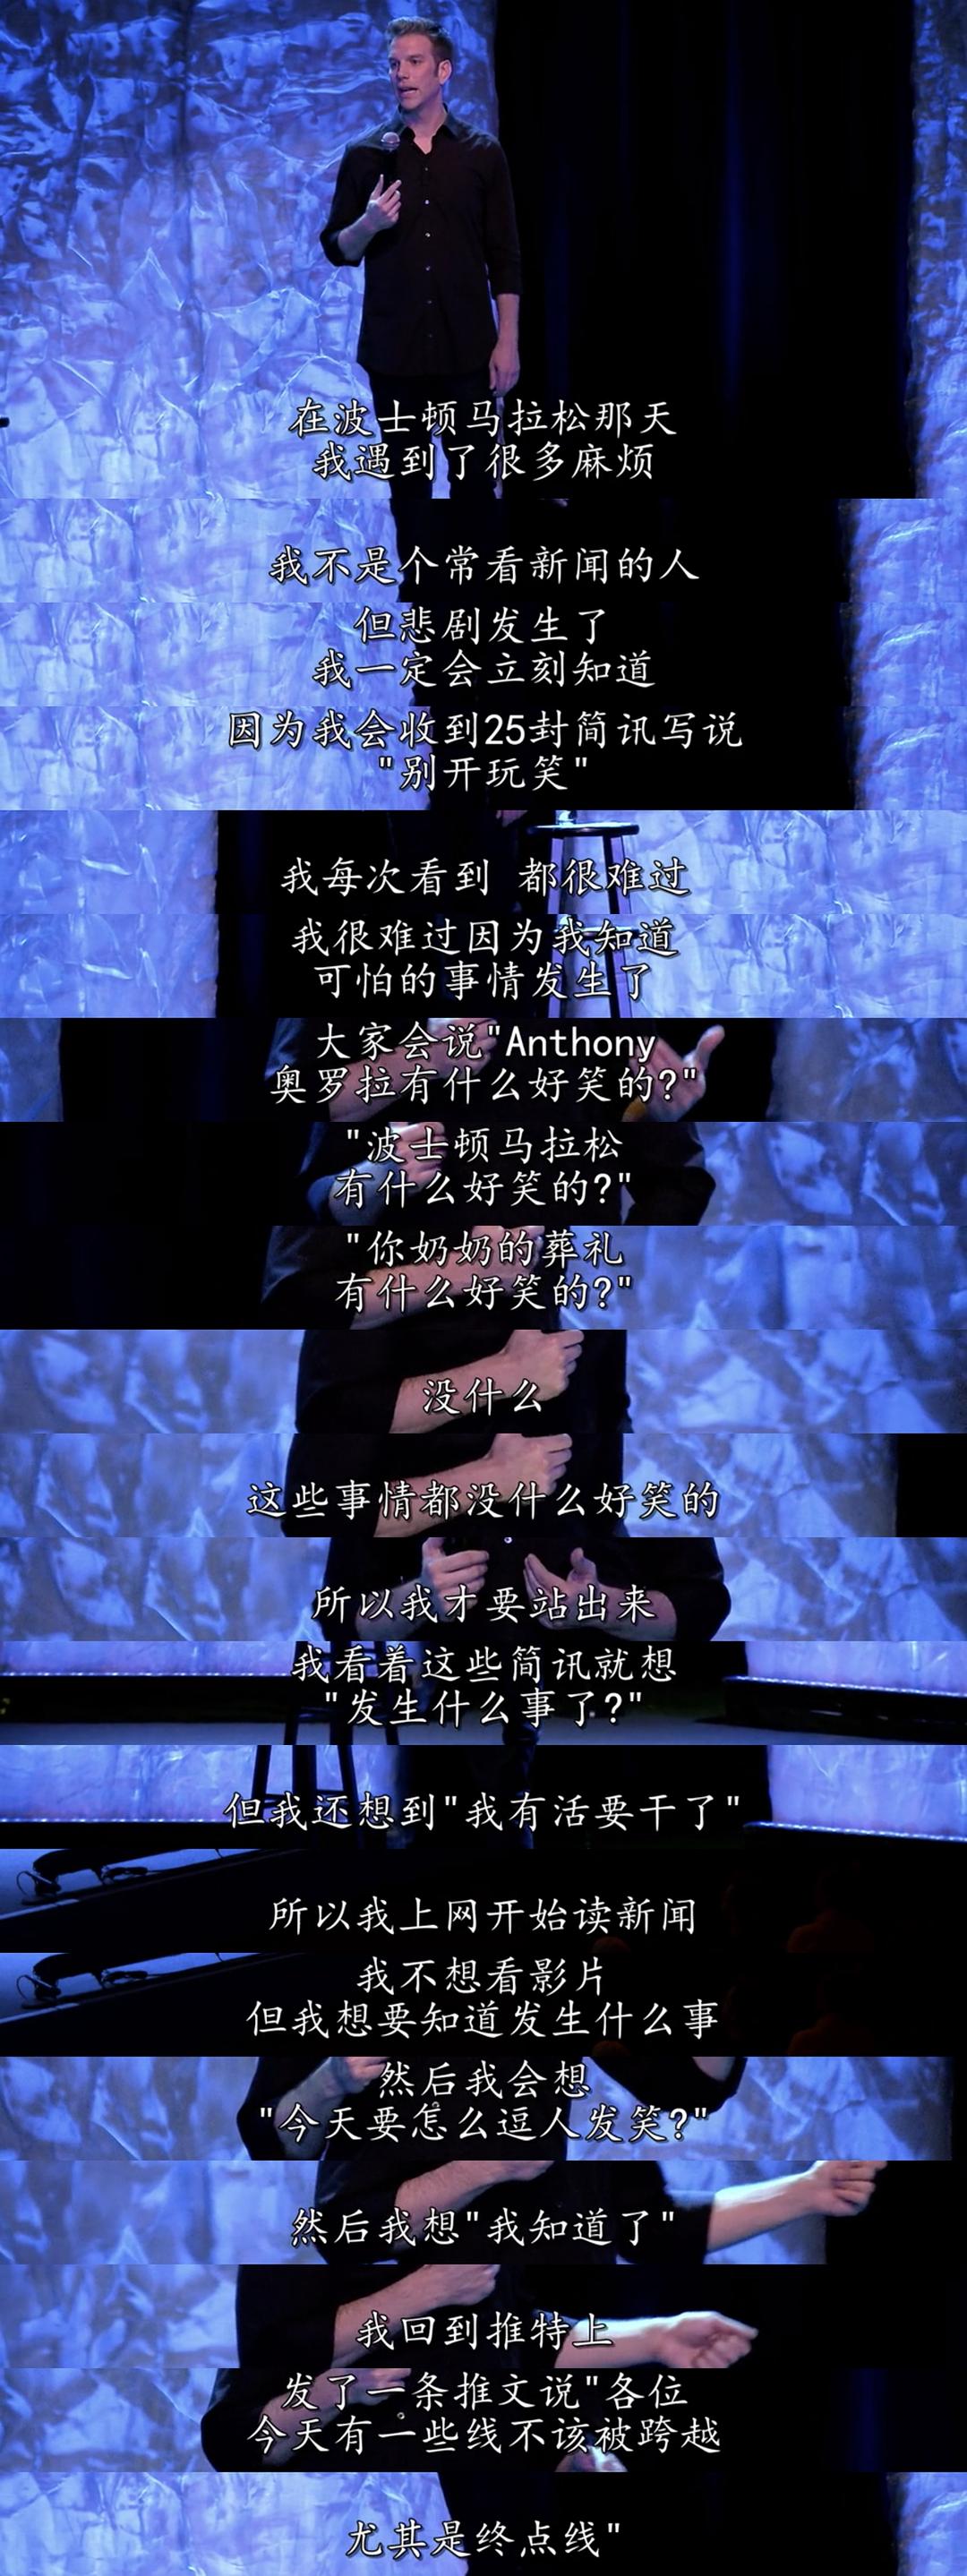 在波士顿马拉松那天
我遇到了很多麻烦
我不是个常看新闻的人
但悲剧发生了
我一定会立刻知道
因为我会收到25封简讯写说
"别开玩笑"
我每次看到 都很难过
我很难过因为我知道
可怕的事情发生了
大家会说"Anthony
奥罗拉有什么好笑的?"
"波士顿马拉松
有什么好笑的?"
"你奶奶的葬礼
有什么好笑的?"
没什么
这些事情都没什么好笑的
所以我才要站出来
我看着这些简讯就想
"发生什么事了?"
但我还想到"我有活要干了"
所以我上网开始读新闻
我不想看影片
但我想要知道发生什么事
然后我会想
"今天要怎么逗人发笑?"
然后我想"我知道了"
我回到推特上
发了一条推文说"各位
今天有一些线不该被跨越
尤其是终点线"